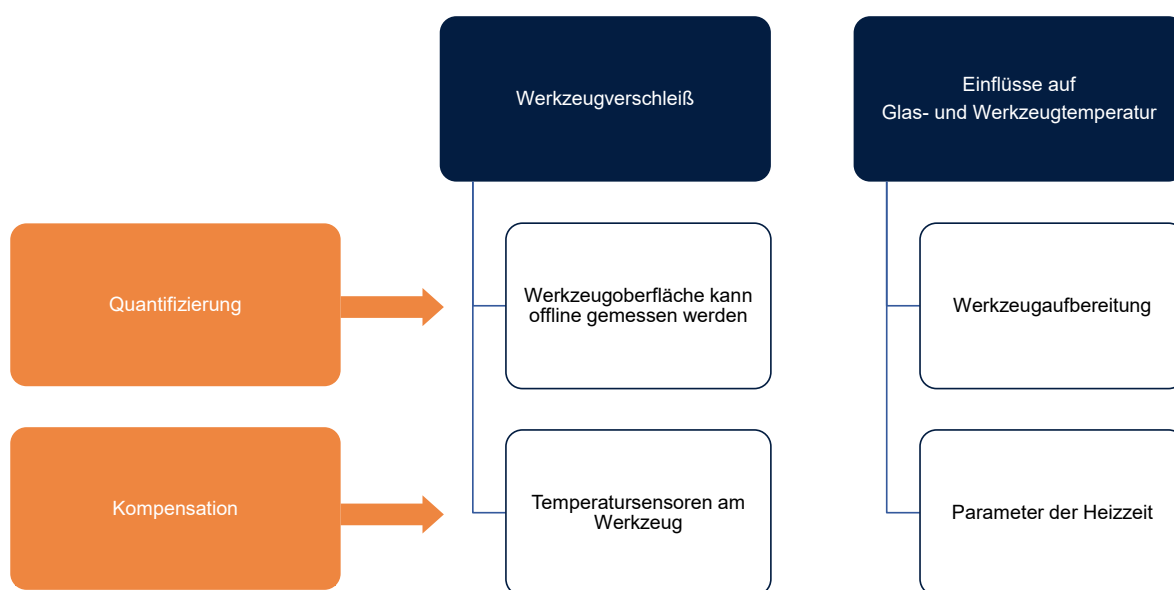 Werkzeugverschleiß
Einflüsse auf
Glas- und Werkzeugtemperatur
Quantifizierung
Werkzeugoberfläche kann
offline gemessen werden
Werkzeugaufbereitung
Kompensation
Temperatursensoren am
Werkzeug
Parameter der Heizzeit